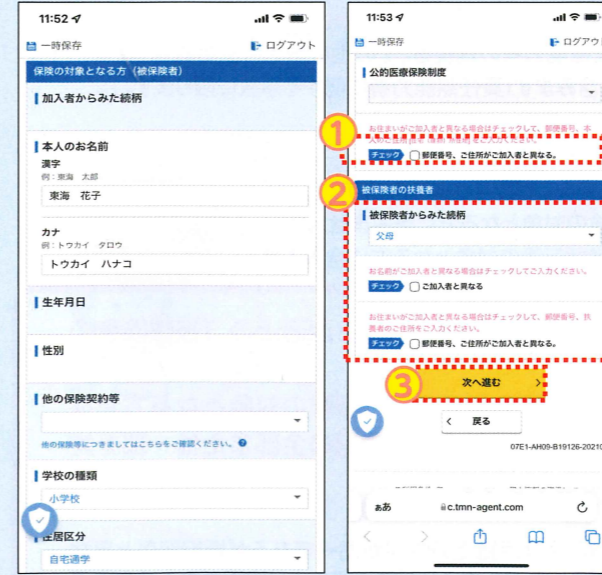 11:52
一時保存
ログアウト
保険の対象となる方（被保険者）
加入者からみた続柄
本人のお名前
漢字
例：東海 太郎
東海 花子
カナ
例：トウカイ タロウ
トウカイ ハナコ
生年月日
性別
他の保険契約等
他の保険等につきましてはこちらをご確認ください。
学校の種類
小学校
住居区分
自宅通学
11:53
一時保存
ログアウト
公的医療保険制度
お住まいがご加入者と異なる場合はチェックして、郵便番号、本
①
チェック 郵便番号、ご住所がご加入者と異なる。
②
被保険者の扶養者
被保険者からみた続柄
父母
お名前がご加入者と異なる場合はチェックしてご入力ください。
チェック ご加入者と異なる
お住まいがご加入者と異なる場合はチェックして、郵便番号、扶
養者のご住所をご入力ください。
チェック 郵便番号、ご住所がご加入者と異なる。
③
次へ進む >
< 戻る
07E1-AH09-B19126-20210
ぁあ
c.tmn-agent.com